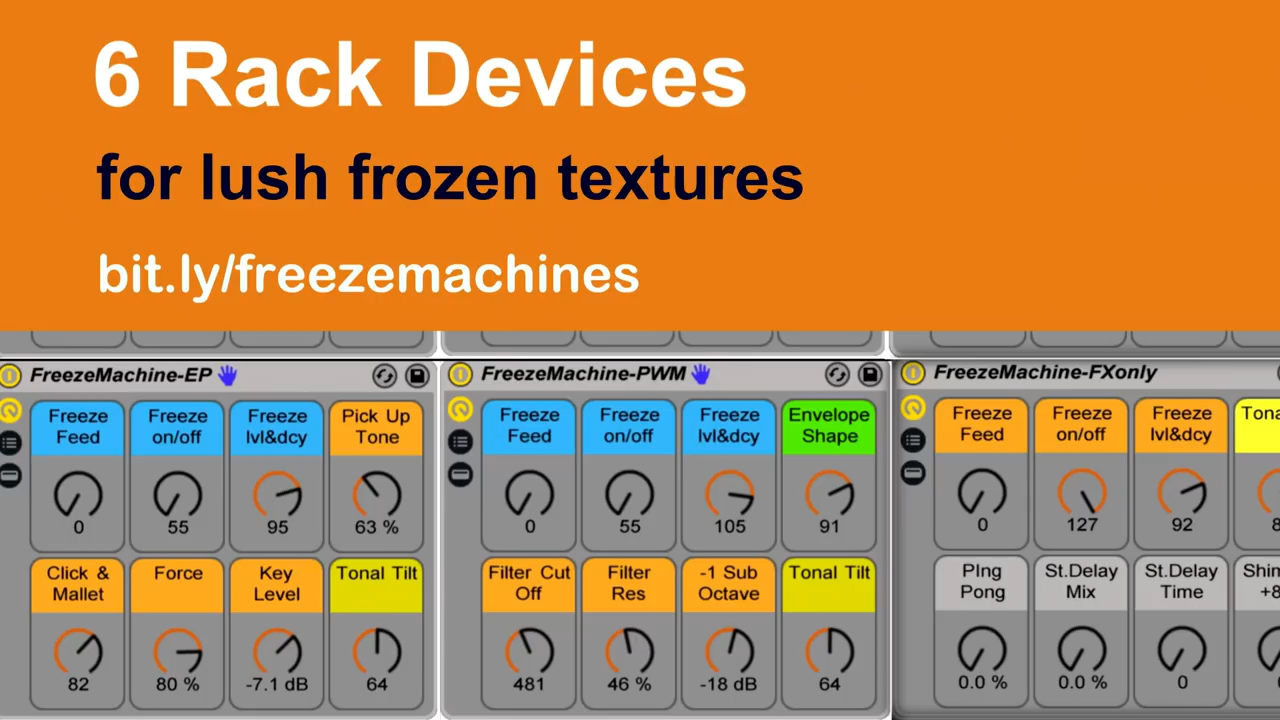 6 Rack Devices
for lush frozen textures
bit.ly/freezemachines
FreezeMachine-EP
Freeze Feed
Freeze on/off
Freeze lvl&dcy
Pick Up Tone
0
55
95
63 %
Click & Mallet
Force
Key Level
Tonal Tilt
82
80 %
-7.1 dB
64
FreezeMachine-PWM
Freeze Feed
Freeze on/off
Freeze lvl&dcy
Envelope Shape
0
55
105
91
Filter Cut Off
Filter Res
-1 Sub Octave
Tonal Tilt
481
46 %
-18 dB
64
FreezeMachine-FXonly
Freeze Feed
Freeze on/off
Freeze lvl&dcy
0
127
92
PIng Pong
St.Delay Mix
St.Delay Time
0.0 %
0.0 %
0